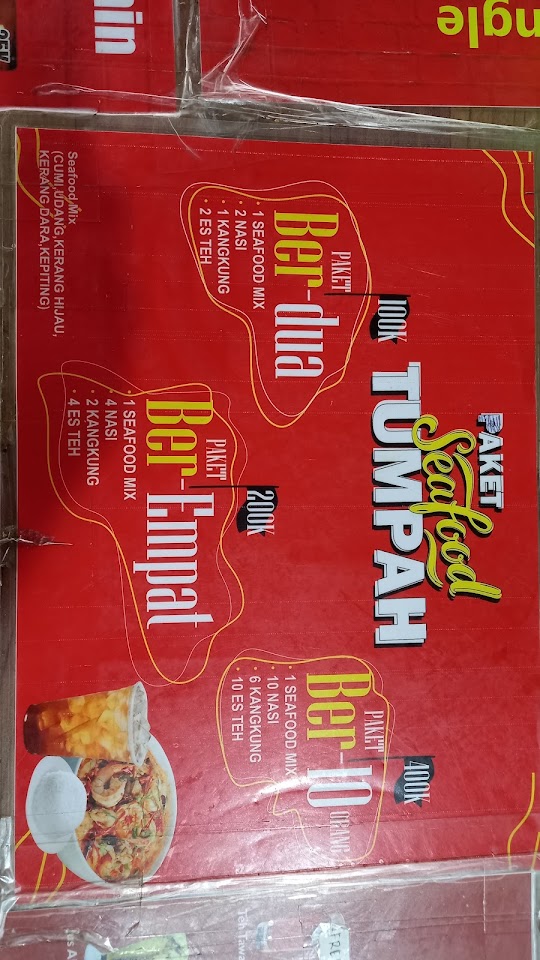 PAKET
Seafood
TUMPAH
PAKET
Ber-dua
100K
• 1 SEAFOOD MIX
• 2 NASI
• 1 KANGKUNG
• 2 ES TEH
PAKET
Ber-Empat
200K
• 1 SEAFOOD MIX
• 4 NASI
• 2 KANGKUNG
• 4 ES TEH
PAKET
Ber-10
ORANG
400K
• 1 SEAFOOD MIX
• 10 NASI
• 6 KANGKUNG
• 10 ES TEH
Seafood Mix
(CUMI,UDANG,KERANG HIJAU,
KERANG DARA,KEPITING)